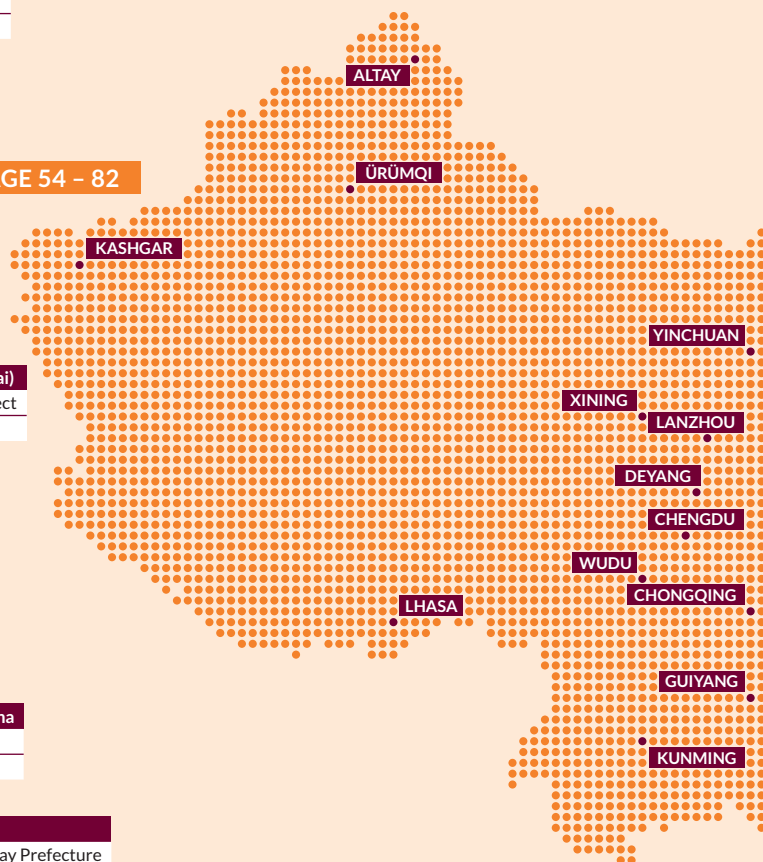 ALTAY
ÜRÜMQI
GE 54 – 82
KASHGAR
YINCHUAN
ai)
ect
XINING
LANZHOU
DEYANG
CHENGDU
WUDU
CHONGQING
LHASA
GUIYANG
na
KUNMING
ay Prefecture